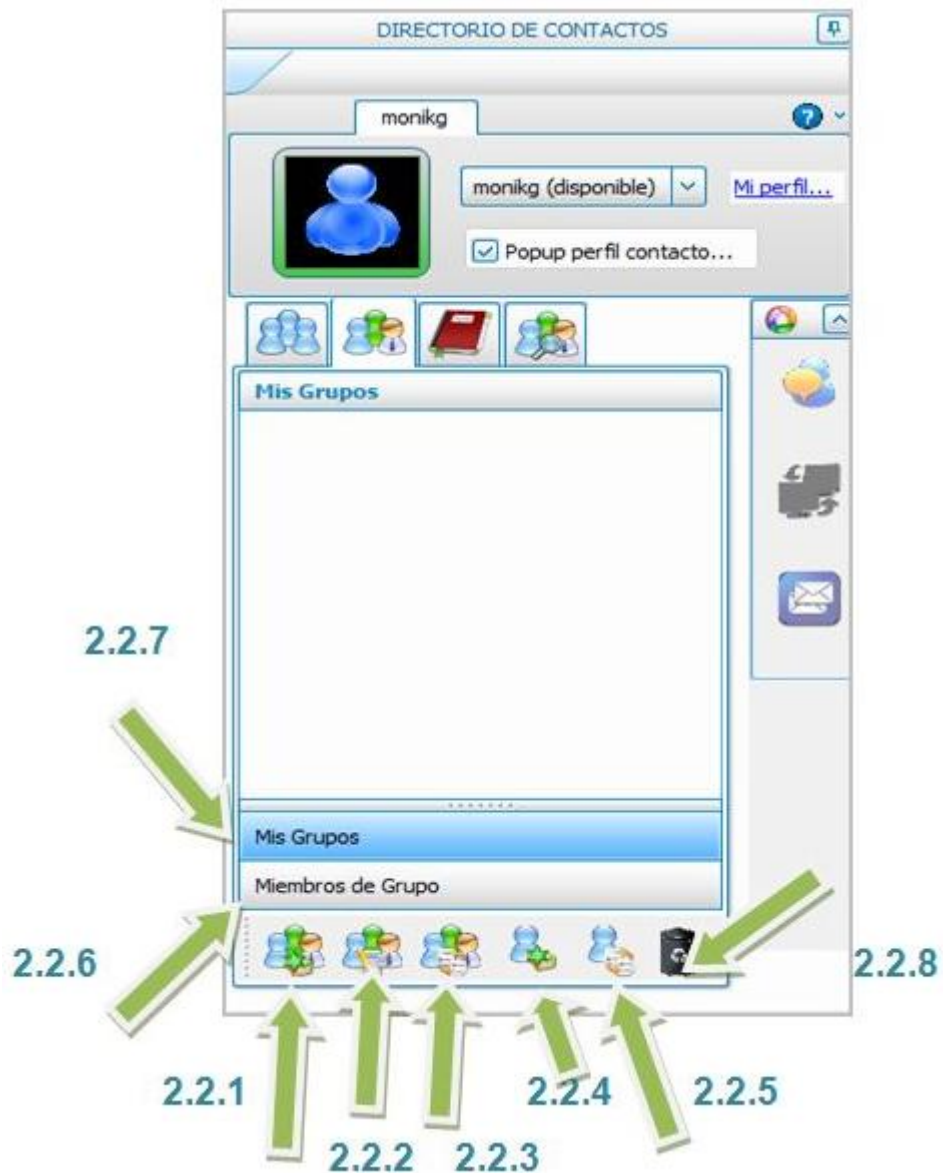 DIRECTORIO DE CONTACTOS
monikg
monikg (disponible)
Mi perfil...
Popup perfil contacto...
Mis Grupos
2.2.7
Mis Grupos
Miembros de Grupo
2.2.6
2.2.8
2.2.1
2.2.4
2.2.5
2.2.2
2.2.3